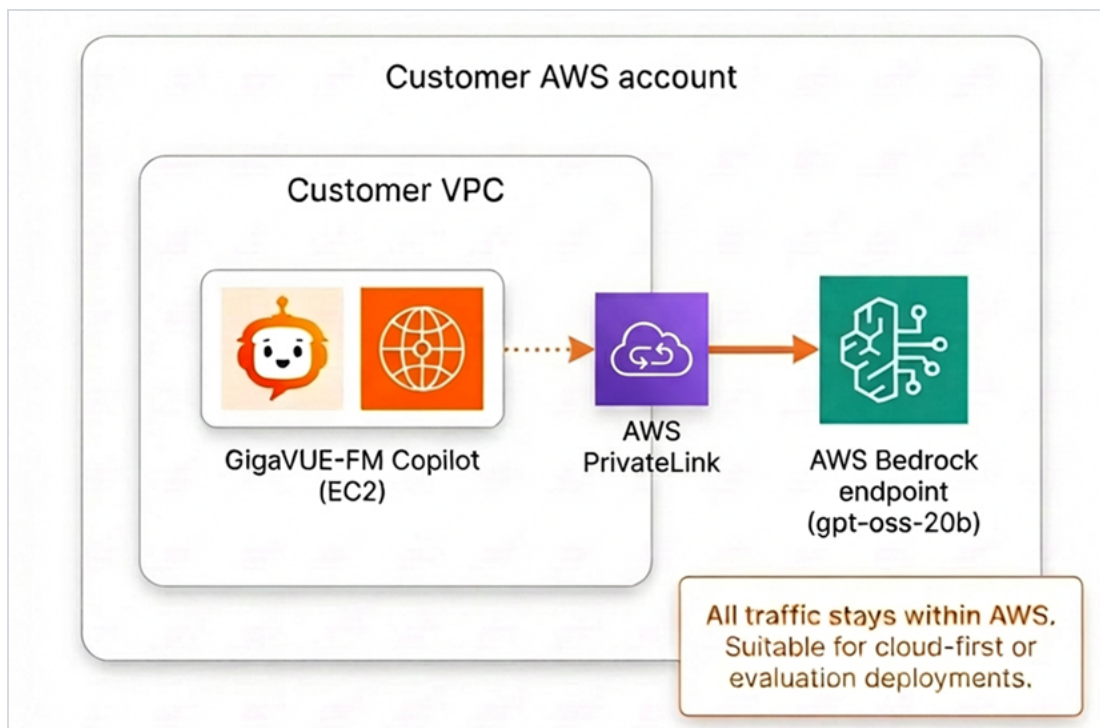 Customer AWS account
Customer VPC
GigaVUE-FM Copilot
(EC2)
AWS
PrivateLink
AWS Bedrock
endpoint
(gpt-oss-20b)
All traffic stays within AWS.
Suitable for cloud-first or
evaluation deployments.